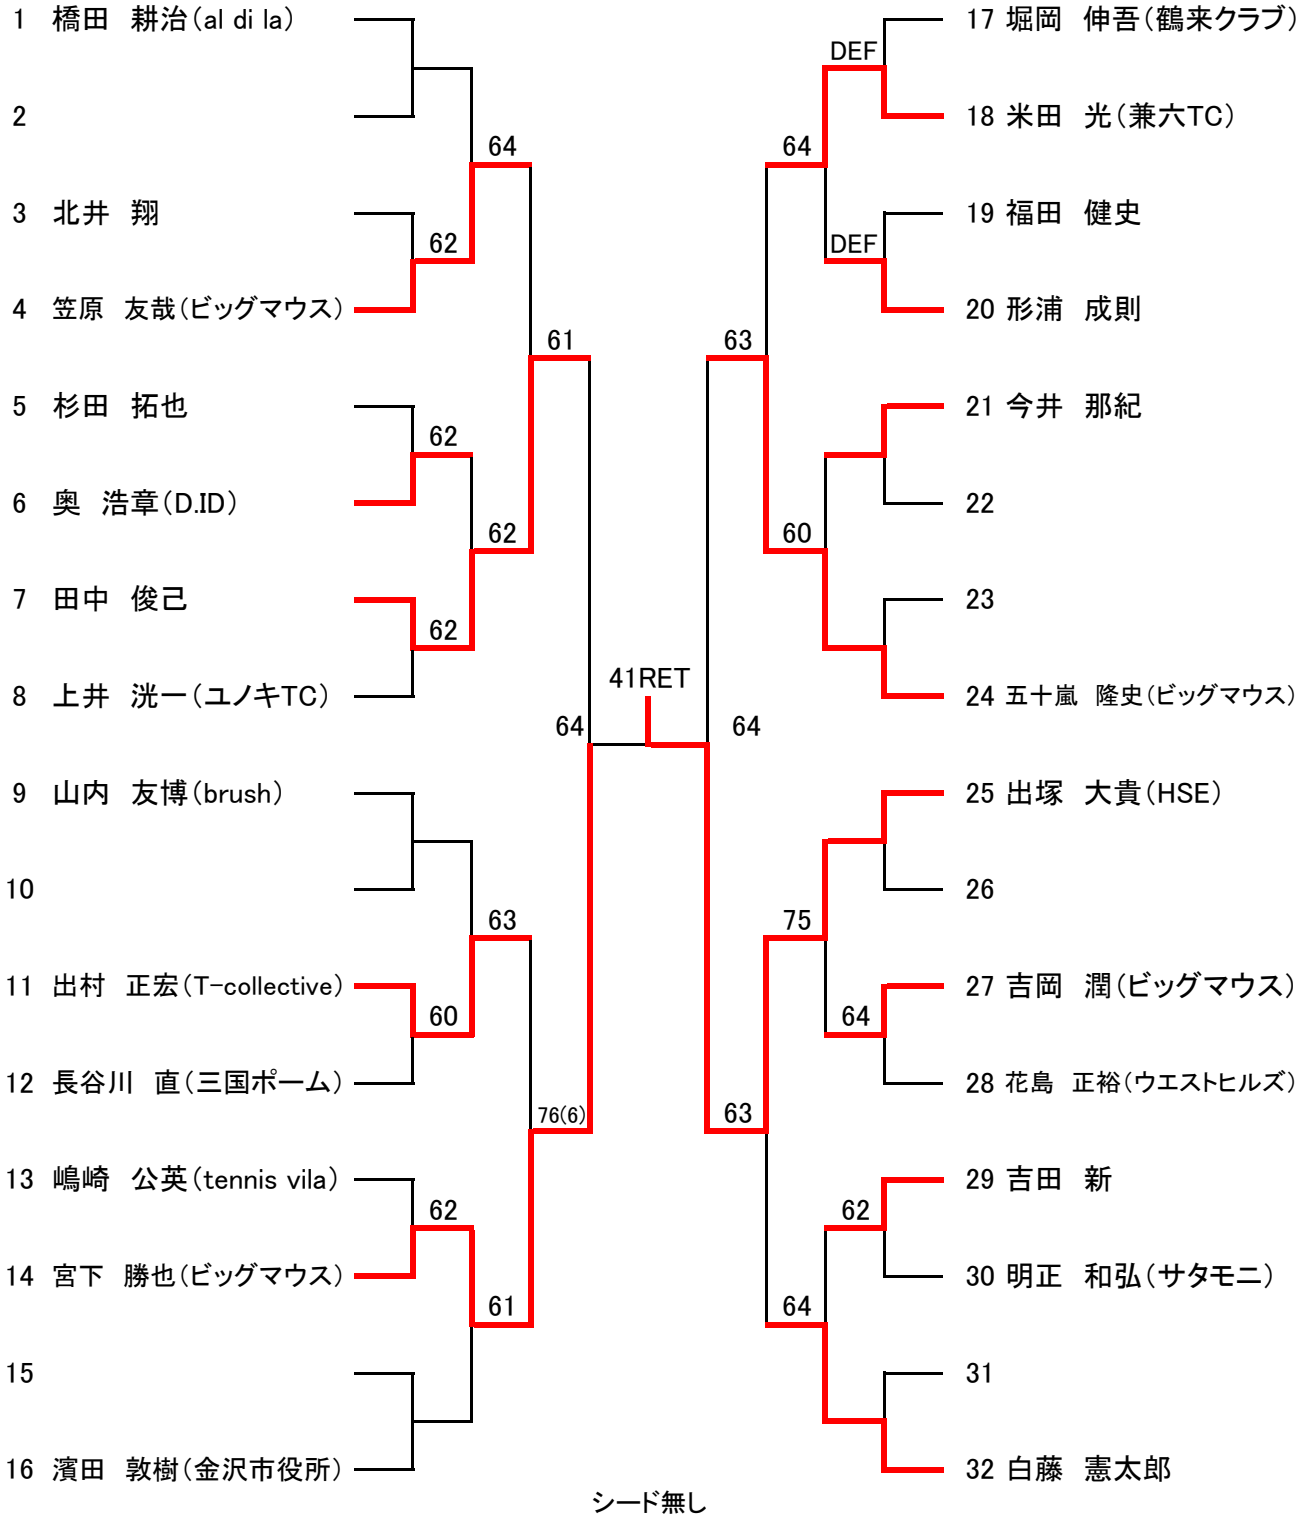 1 橋田 耕治(al di la)
2
64
3 北井 翔
62
4 笠原 友哉(ビッグマウス)
61
5 杉田 拓也
62
6 奥 浩章(D.ID)
62
7 田中 俊己
62
8 上井 洸一(ユノキTC)
64
9 山内 友博(brush)
10
63
11 出村 正宏(T-collective)
60
12 長谷川 直(三国ポーム)
76(6)
13 嶋崎 公英(tennis vila)
62
14 宮下 勝也(ビッグマウス)
61
15
16 濱田 敦樹(金沢市役所)
41RET
17 堀岡 伸吾(鶴来クラブ)
DEF
18 米田 光(兼六TC)
64
19 福田 健史
DEF
20 形浦 成則
63
21 今井 那紀
22
60
23
24 五十嵐 隆史(ビッグマウス)
64
25 出塚 大貴(HSE)
26
75
27 吉岡 潤(ビッグマウス)
64
28 花島 正裕(ウエストヒルズ)
63
29 吉田 新
62
30 明正 和弘(サタモニ)
64
31
32 白藤 憲太郎
シード無し